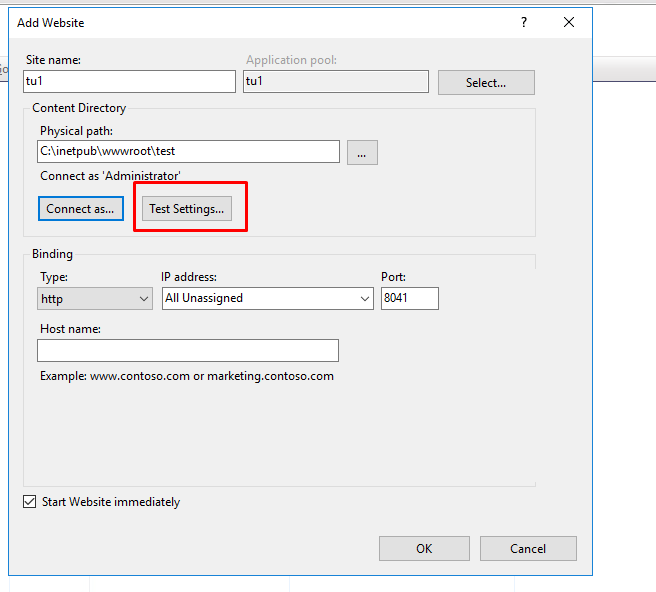 Add Website
?
Site name:
Application pool:
tu1
tu1
Select...
Content Directory
Physical path:
C:\inetpub\wwwroot\test
...
Connect as 'Administrator'
Connect as...
Test Settings...
Binding
Type:
IP address:
Port:
http
All Unassigned
8041
Host name:
Example: www.contoso.com or marketing.contoso.com
Start Website immediately
OK
Cancel